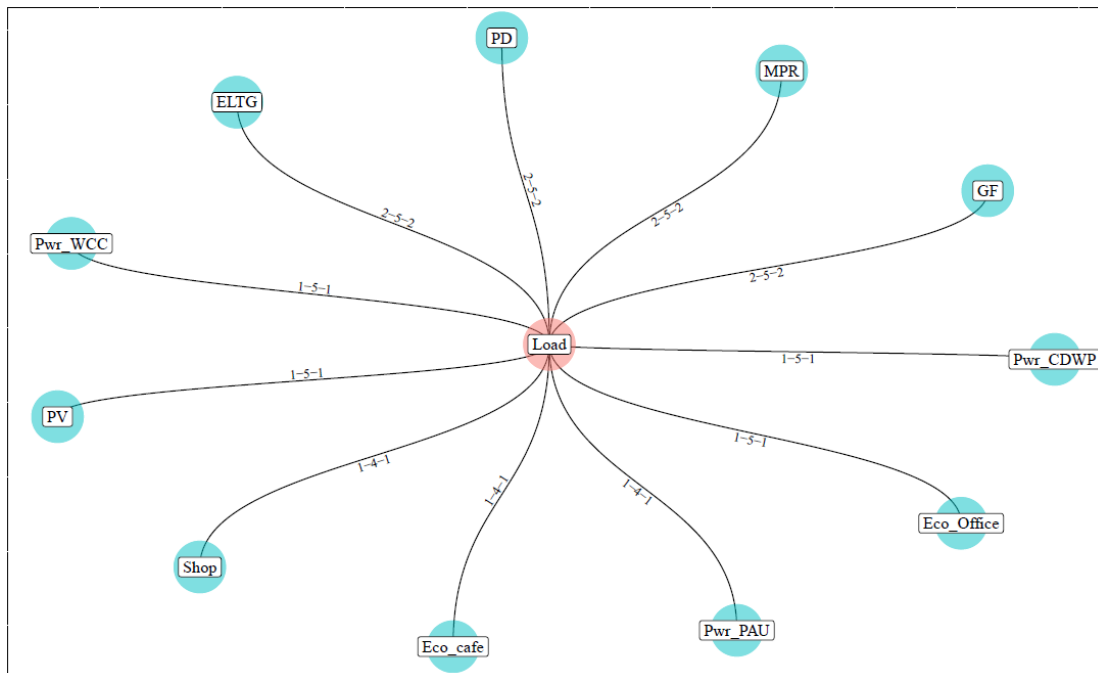 PD
MPR
ELTG
GF
2−5−2
2−5−2
2−5−2
Pwr_WCC
2−5−2
1−5−1
Load
Pwr_CDWP
1−5−1
1−5−1
PV
1−5−1
1−4−1
1−4−1
1−4−1
Eco_Office
Shop
Pwr_PAU
Eco_cafe